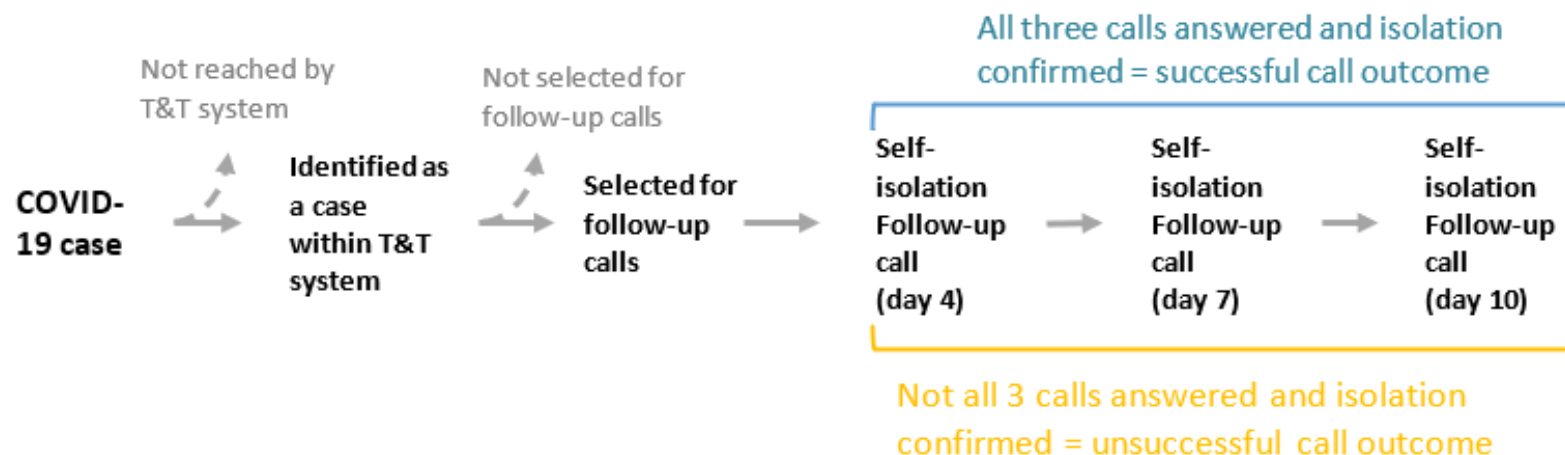 All three calls answered and isolation
confirmed = successful call outcome
Not reached by
T&T system
Not selected for
follow-up calls
COVID-
19 case
Identified as
a case
within T&T
system
Selected for
follow-up
calls
Self-
isolation
Follow-up
call
(day 4)
Self-
isolation
Follow-up
call
(day 7)
Self-
isolation
Follow-up
call
(day 10)
Not all 3 calls answered and isolation
confirmed = unsuccessful call outcome